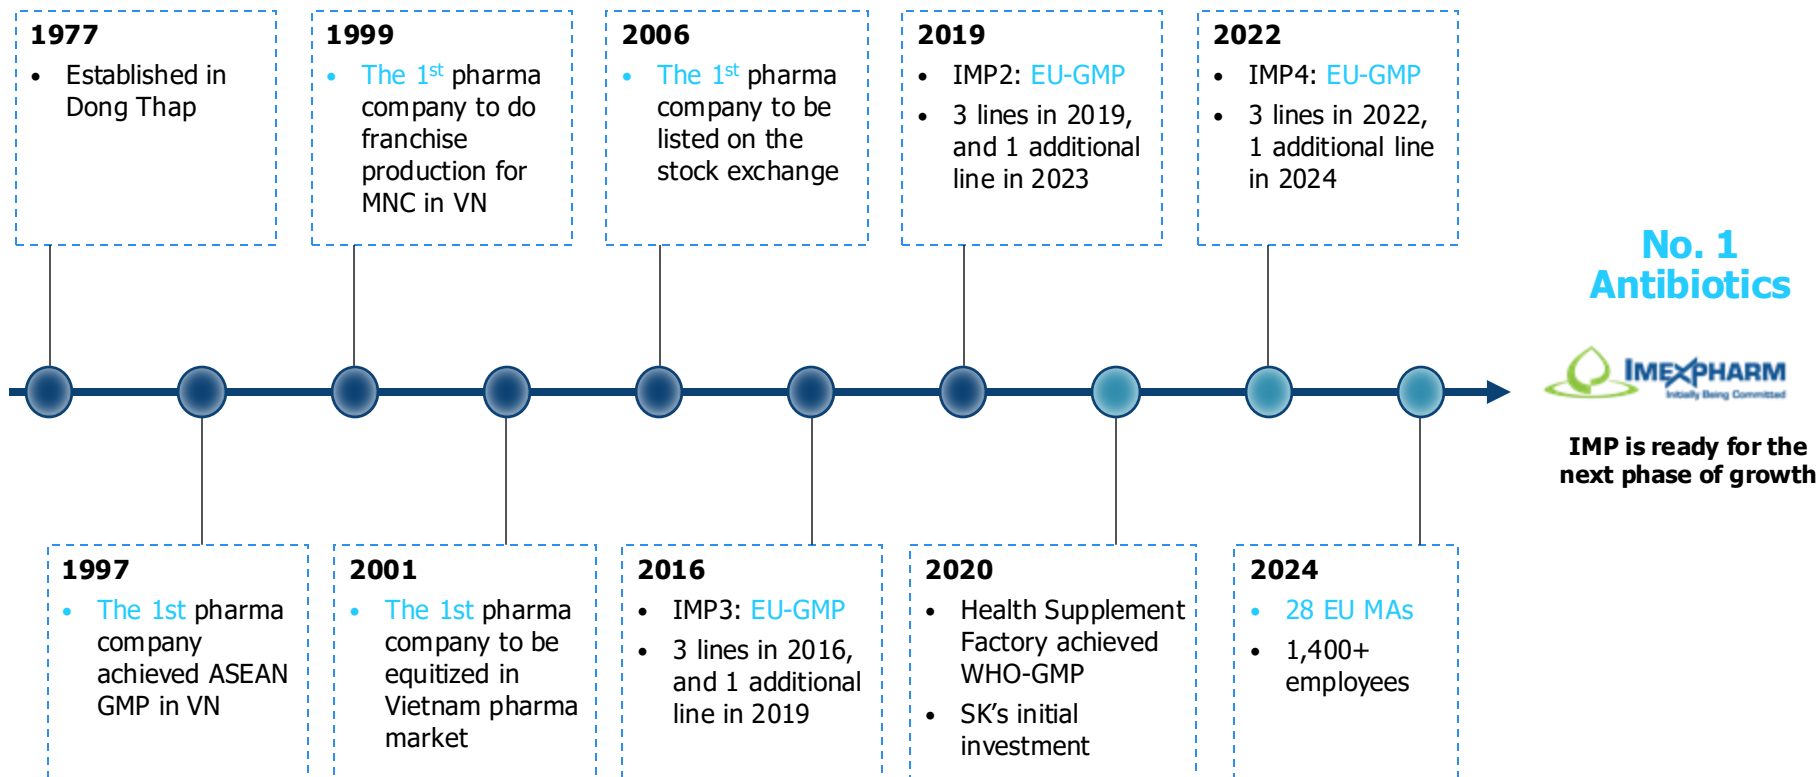 1977
• Established in
Dong Thap
1999
• The 1st pharma
company to do
franchise
production for
MNC in VN
2006
• The 1st pharma
company to be
listed on the
stock exchange
2019
• IMP2: EU-GMP
• 3 lines in 2019,
and 1 additional
line in 2023
2022
• IMP4: EU-GMP
• 3 lines in 2022,
1 additional line
in 2024
No. 1
Antibiotics
IMEXPHARM
Initially Being Committed
IMP is ready for the
next phase of growth
1997
• The 1st pharma
company
achieved ASEAN
GMP in VN
2001
• The 1st pharma
company to be
equitized in
Vietnam pharma
market
2016
• IMP3: EU-GMP
• 3 lines in 2016,
and 1 additional
line in 2019
2020
• Health Supplement
Factory achieved
WHO-GMP
• SK’s initial
investment
2024
• 28 EU MAs
• 1,400+
employees